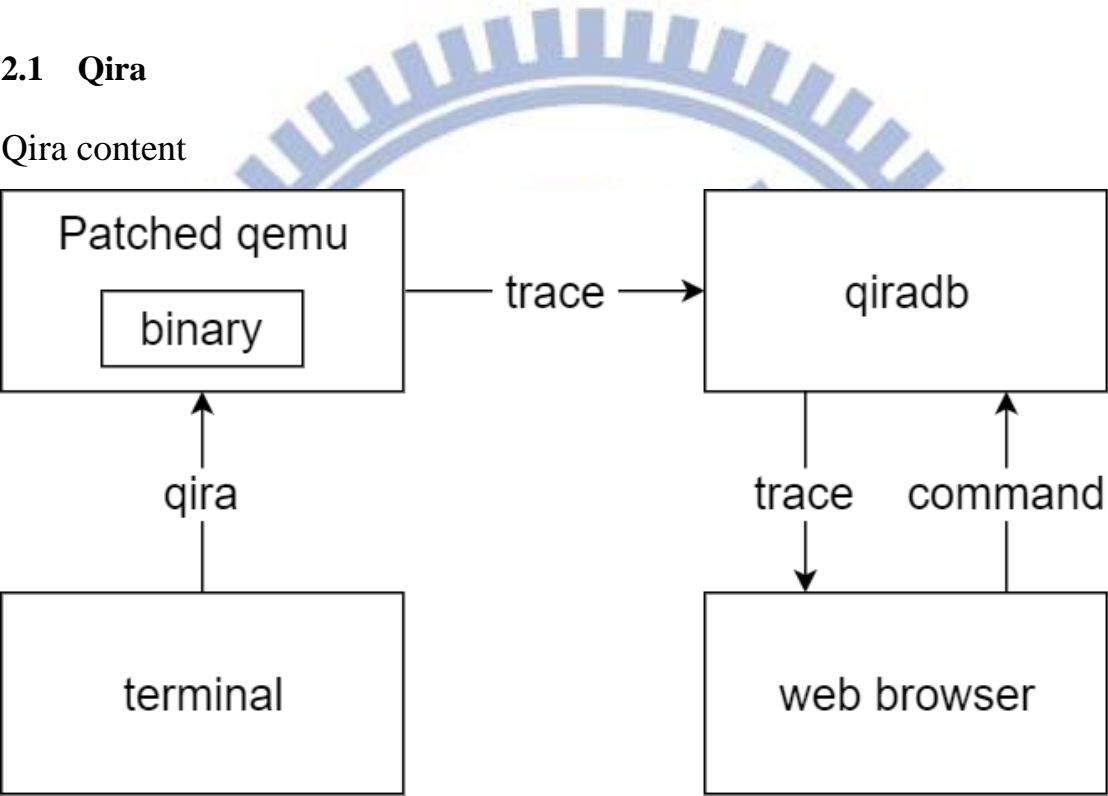 2.1 Qira
Qira content
Patched qemu
binary
trace
qiradb
qira
trace
command
terminal
web browser